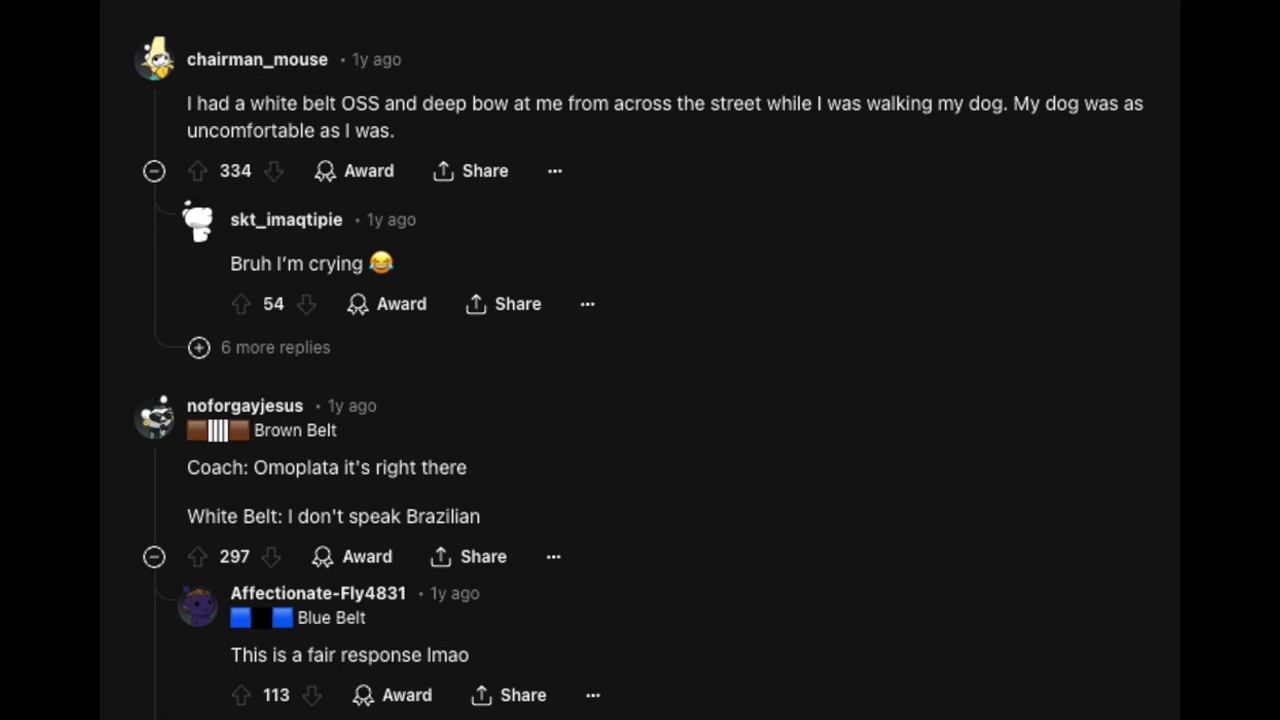 chairman_mouse • 1y ago
I had a white belt OSS and deep bow at me from across the street while I was walking my dog. My dog was as
uncomfortable as I was.
334 Award Share ···
skt_imaqtipie • 1y ago
Bruh I'm crying 😂
54 Award Share ···
6 more replies
noforgayjesus • 1y ago
Brown Belt
Coach: Omoplata it's right there
White Belt: I don't speak Brazilian
297 Award Share ···
Affectionate-Fly4831 • 1y ago
Blue Belt
This is a fair response lmao
113 Award Share ···